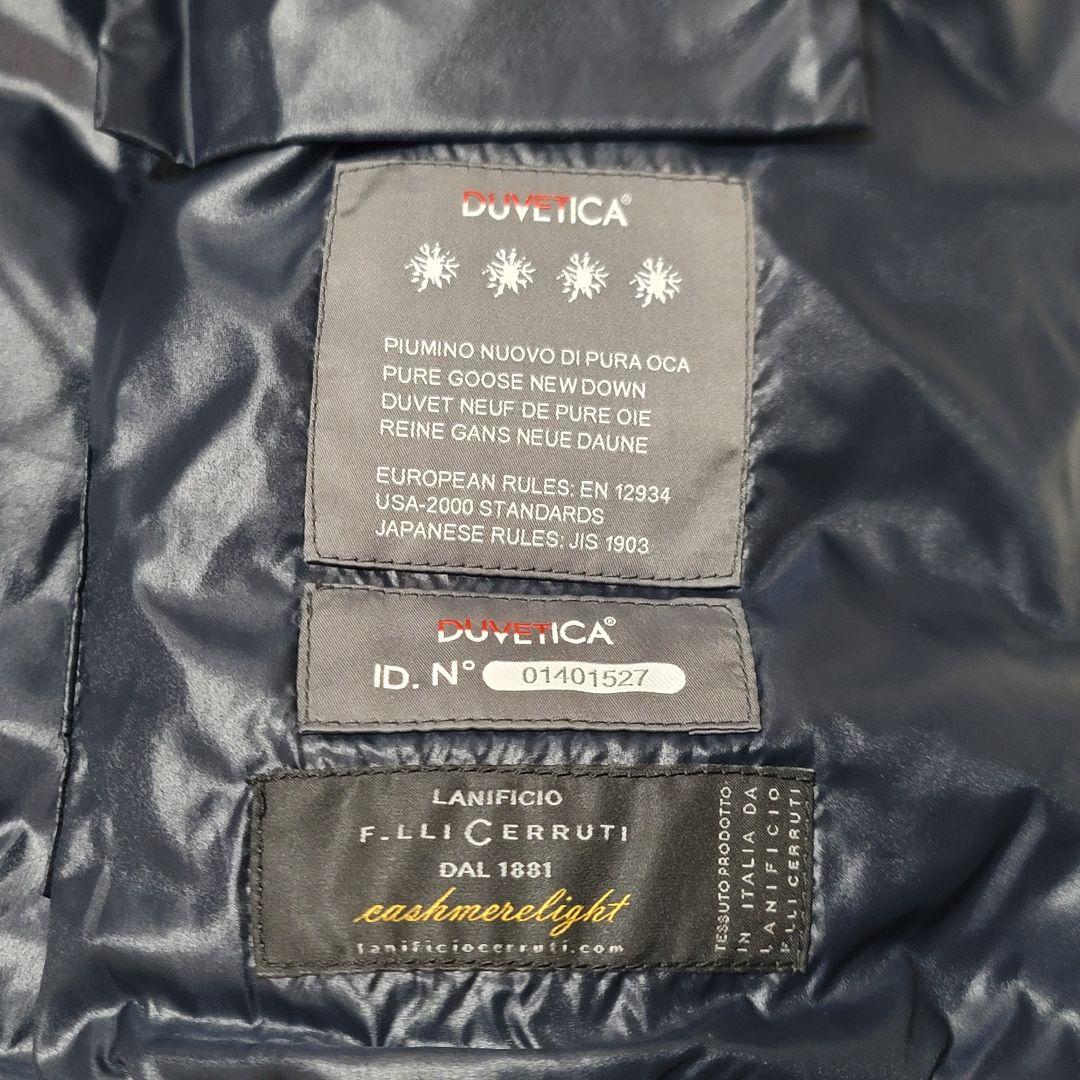 DUVETICA®
PIUMINO NUOVO DI PURA OCA
PURE GOOSE NEW DOWN
DUVET NEUF DE PURE OIE
REINE GANS NEUE DAUNE
EUROPEAN RULES: EN 12934
USA-2000 STANDARDS
JAPANESE RULES: JIS 1903
DUVETICA®
ID. N° 01401527
LANIFICIO
F.LLI CERRUTI
DAL 1881
cashmerelight
lanificiocerruti.com
TESSUTO PRODOTTO
IN ITALIA DA
LANIFICIO
F.LLI CERRUTI